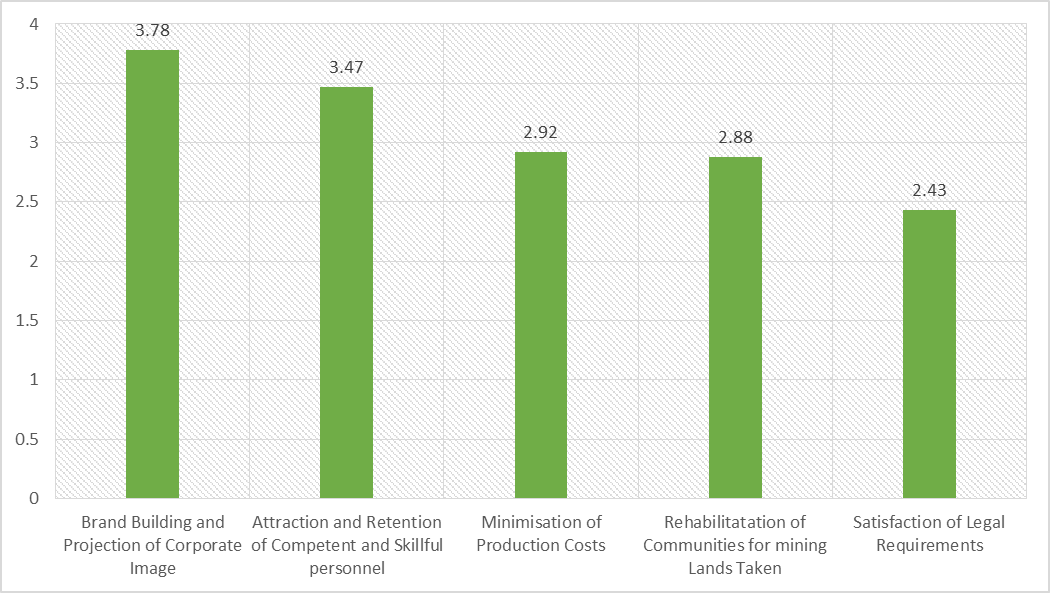 4
3.5
3
2.5
2
1.5
1
0.5
0
3.78
3.47
2.92
2.88
2.43
Brand Building and
Projection of Corporate
Image
Attraction and Retention
of Competent and Skillful
personnel
Minimisation of
Production Costs
Rehabilitatation of
Communities for mining
Lands Taken
Satisfaction of Legal
Requirements